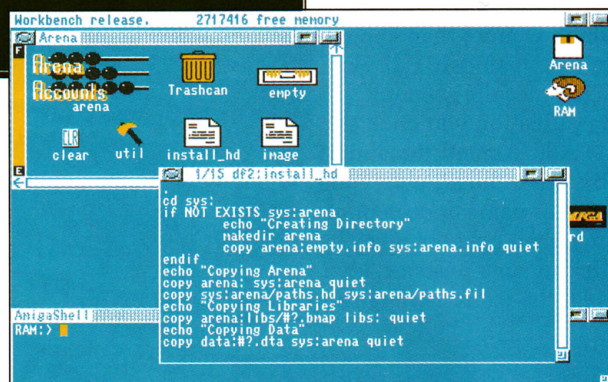 Workbench release.    2717416 free memory
Arena
F
Arena
Accounts
arena
Trashcan
empty
clear
util
install_hd
image
E
Arena
RAM
1/15 df2:install_hd
.
cd sys:
if NOT EXISTS sys:arena
echo "Creating Directory"
makedir arena
copy arena:empty.info sys:arena.info quiet
endif
echo "Copying Arena"
copy arena: sys:arena quiet
copy sys:arena/paths.hd sys:arena/paths.fil
echo "Copying Libraries"
copy arena:libs/#?.bmap libs: quiet
echo "Copying Data"
copy data:#?.dta sys:arena quiet
rd
AmigaShell
RAM:>